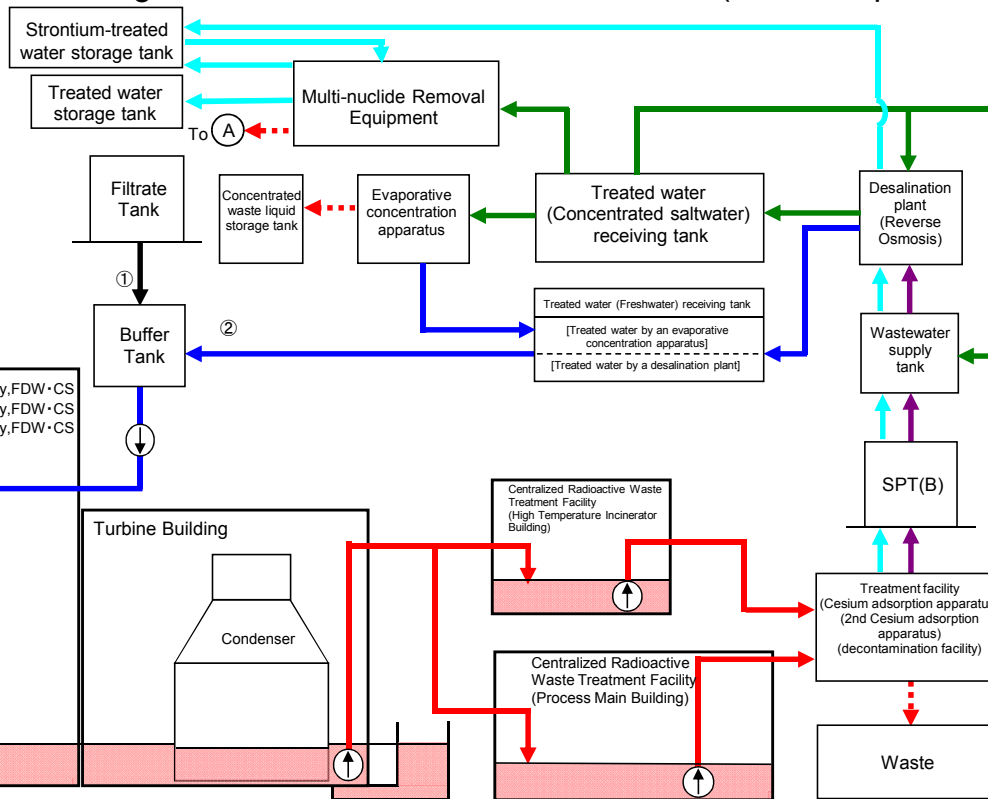 Strontium-treated
water storage tank
Treated water
storage tank
Multi-nuclide Removal
Equipment
To
A
Filtrate
Tank
Concentrated
waste liquid
storage tank
Evaporative
concentration
apparatus
Treated water
(Concentrated saltwater)
receiving tank
Desalination
plant
(Reverse
Osmosis)
①
②
Buffer
Tank
Treated water (Freshwater) receiving tank
[Treated water by an evaporative
concentration apparatus]
[Treated water by a desalination plant]
Wastewater
supply
tank
y,FDW・CS
y,FDW・CS
y,FDW・CS
SPT(B)
Turbine Building
Condenser
Centralized Radioactive Waste
Treatment Facility
(High Temperature Incinerator
Building)
Centralized Radioactive
Waste Treatment Facility
(Process Main Building)
Treatment facility
(Cesium adsorption apparatu
(2nd Cesium adsorption
apparatus)
(decontamination facility)
Waste